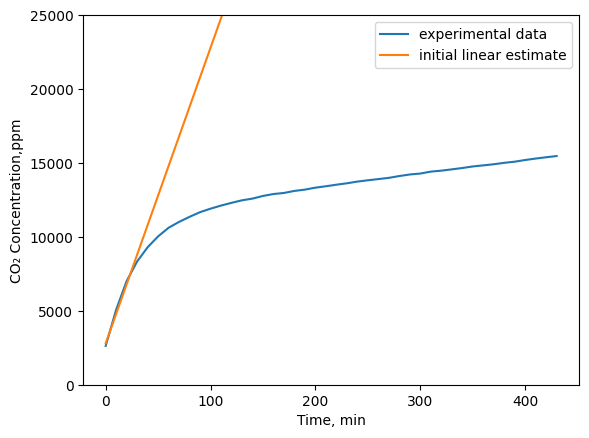 25000
20000
15000
10000
5000
0
CO₂ Concentration,ppm
experimental data
initial linear estimate
0 100 200 300 400
Time, min